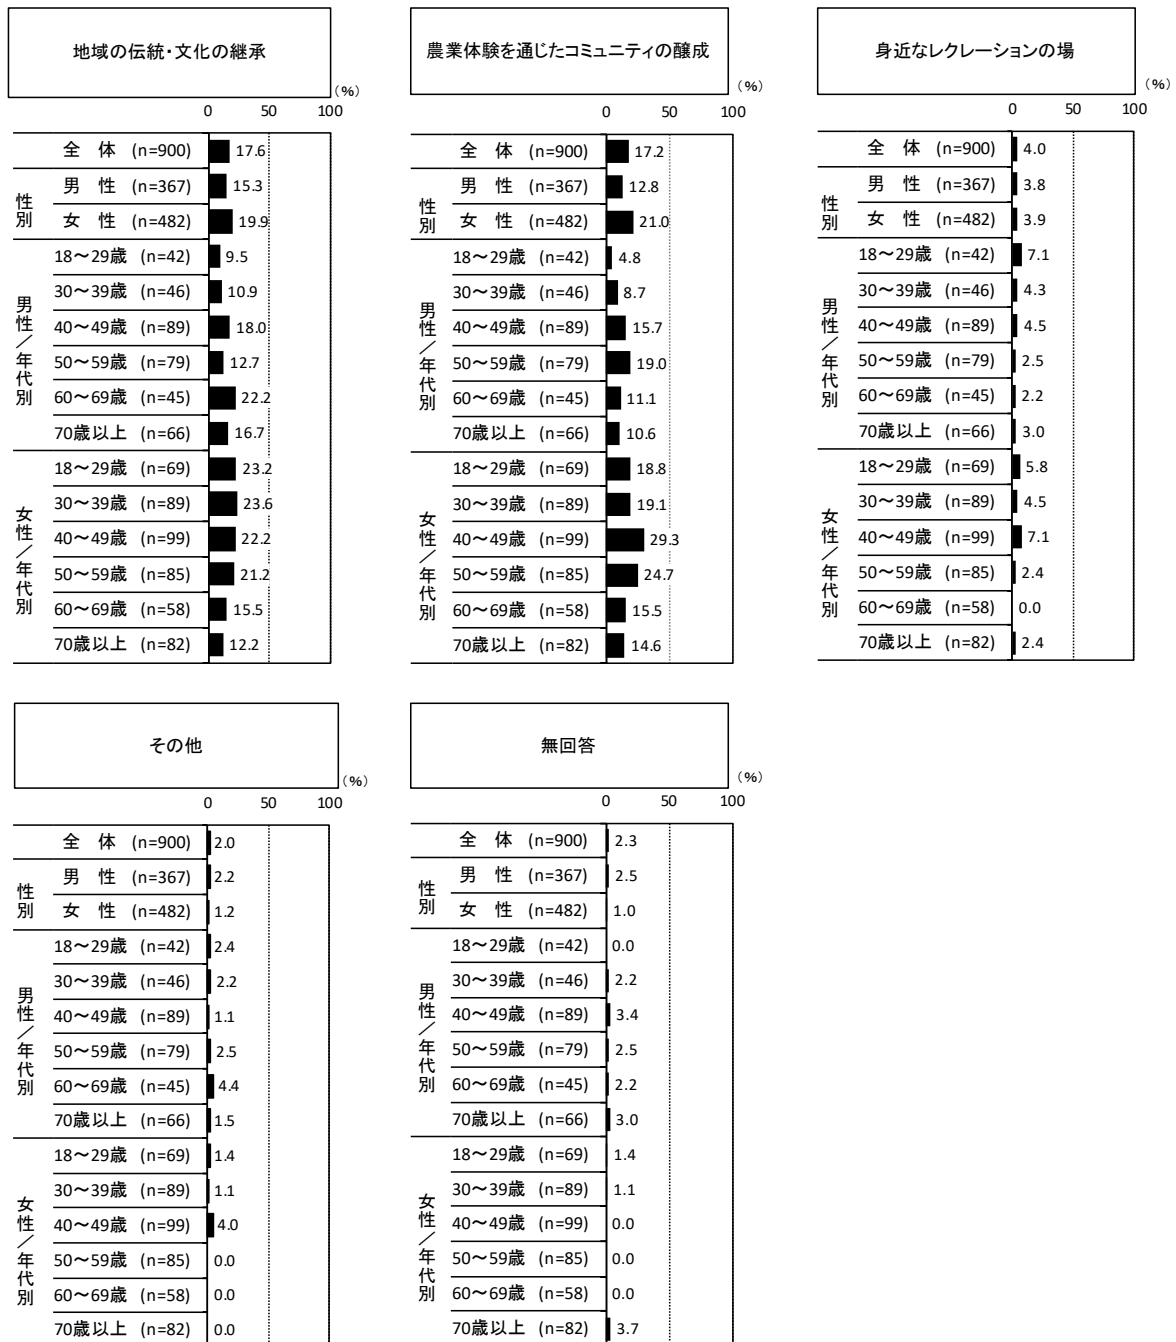 地域の伝統・文化の継承
(%)
0 50 100
全 体 (n=900) 17.6
性別
男 性 (n=367) 15.3
女 性 (n=482) 19.9
男性/年代別
18～29歳 (n=42) 9.5
30～39歳 (n=46) 10.9
40～49歳 (n=89) 18.0
50～59歳 (n=79) 12.7
60～69歳 (n=45) 22.2
70歳以上 (n=66) 16.7
女性/年代別
18～29歳 (n=69) 23.2
30～39歳 (n=89) 23.6
40～49歳 (n=99) 22.2
50～59歳 (n=85) 21.2
60～69歳 (n=58) 15.5
70歳以上 (n=82) 12.2
農業体験を通じたコミュニティの醸成
(%)
0 50 100
全 体 (n=900) 17.2
性別
男 性 (n=367) 12.8
女 性 (n=482) 21.0
男性/年代別
18～29歳 (n=42) 4.8
30～39歳 (n=46) 8.7
40～49歳 (n=89) 15.7
50～59歳 (n=79) 19.0
60～69歳 (n=45) 11.1
70歳以上 (n=66) 10.6
女性/年代別
18～29歳 (n=69) 18.8
30～39歳 (n=89) 19.1
40～49歳 (n=99) 29.3
50～59歳 (n=85) 24.7
60～69歳 (n=58) 15.5
70歳以上 (n=82) 14.6
身近なレクレーションの場
(%)
0 50 100
全 体 (n=900) 4.0
性別
男 性 (n=367) 3.8
女 性 (n=482) 3.9
男性/年代別
18～29歳 (n=42) 7.1
30～39歳 (n=46) 4.3
40～49歳 (n=89) 4.5
50～59歳 (n=79) 2.5
60～69歳 (n=45) 2.2
70歳以上 (n=66) 3.0
女性/年代別
18～29歳 (n=69) 5.8
30～39歳 (n=89) 4.5
40～49歳 (n=99) 7.1
50～59歳 (n=85) 2.4
60～69歳 (n=58) 0.0
70歳以上 (n=82) 2.4
その他
(%)
0 50 100
全 体 (n=900) 2.0
性別
男 性 (n=367) 2.2
女 性 (n=482) 1.2
男性/年代別
18～29歳 (n=42) 2.4
30～39歳 (n=46) 2.2
40～49歳 (n=89) 1.1
50～59歳 (n=79) 2.5
60～69歳 (n=45) 4.4
70歳以上 (n=66) 1.5
女性/年代別
18～29歳 (n=69) 1.4
30～39歳 (n=89) 1.1
40～49歳 (n=99) 4.0
50～59歳 (n=85) 0.0
60～69歳 (n=58) 0.0
70歳以上 (n=82) 0.0
無回答
(%)
0 50 100
全 体 (n=900) 2.3
性別
男 性 (n=367) 2.5
女 性 (n=482) 1.0
男性/年代別
18～29歳 (n=42) 0.0
30～39歳 (n=46) 2.2
40～49歳 (n=89) 3.4
50～59歳 (n=79) 2.5
60～69歳 (n=45) 2.2
70歳以上 (n=66) 3.0
女性/年代別
18～29歳 (n=69) 1.4
30～39歳 (n=89) 1.1
40～49歳 (n=99) 0.0
50～59歳 (n=85) 0.0
60～69歳 (n=58) 0.0
70歳以上 (n=82) 3.7